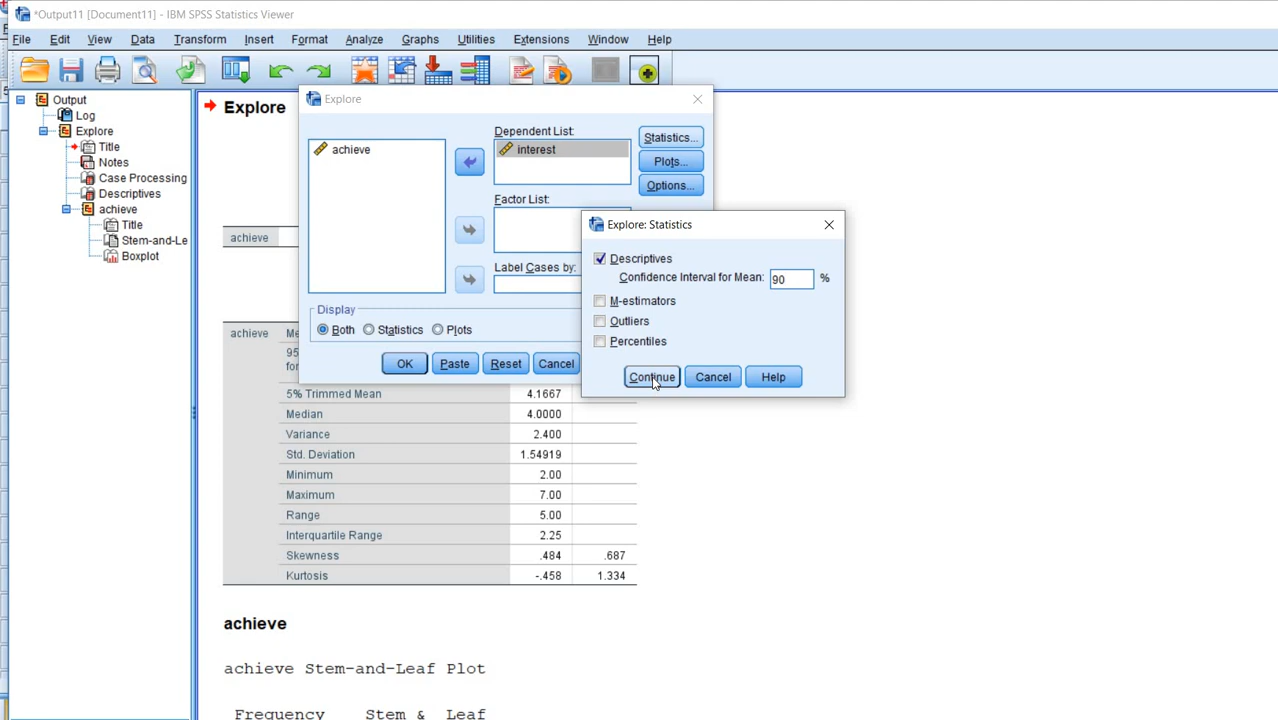 *Output11 [Document11] - IBM SPSS Statistics Viewer
File Edit View Data Transform Insert Format Analyze Graphs Utilities Extensions Window Help
Output
Log
Explore
Title
Notes
Case Processing
Descriptives
achieve
Title
Stem-and-Le
Boxplot
Explore
Explore
achieve
Dependent List:
interest
Factor List:
Label Cases by:
Statistics...
Plots...
Options...
Display
Both Statistics Plots
OK Paste Reset Cancel
Explore: Statistics
Descriptives
Confidence Interval for Mean: 90 %
M-estimators
Outliers
Percentiles
Continue Cancel Help
achieve
achieve Me
95
for
5% Trimmed Mean 4.1667
Median 4.0000
Variance 2.400
Std. Deviation 1.54919
Minimum 2.00
Maximum 7.00
Range 5.00
Interquartile Range 2.25
Skewness .484 .687
Kurtosis -.458 1.334
achieve
achieve Stem-and-Leaf Plot
Frequency Stem & Leaf